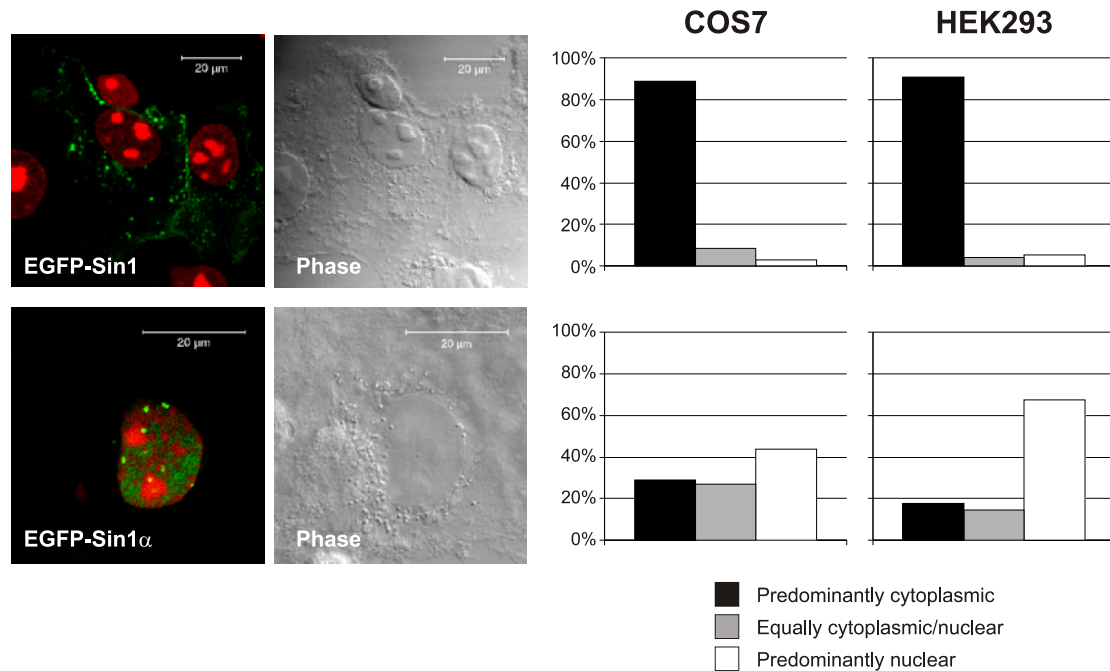 COS7
HEK293
20 µm
EGFP-Sin1
20 µm
Phase
100%
80%
60%
40%
20%
0%
20 µm
EGFP-Sin1α
20 µm
Phase
100%
80%
60%
40%
20%
0%
Predominantly cytoplasmic
Equally cytoplasmic/nuclear
Predominantly nuclear